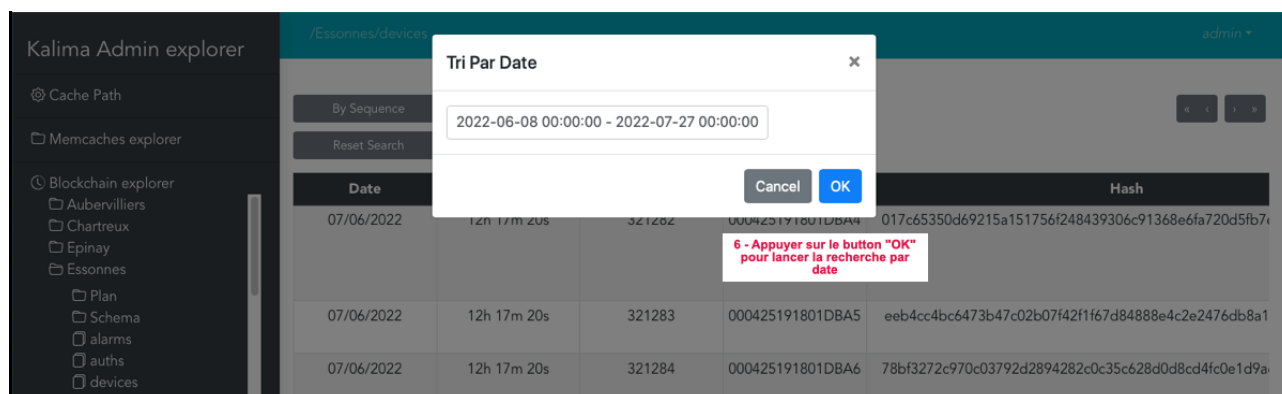 Kalima Admin explorer
/Essonnes/devices
admin
Tri Par Date
×
Cache Path
Memcaches explorer
By Sequence
Reset Search
2022-06-08 00:00:00 - 2022-07-27 00:00:00
« ‹ › »
Cancel OK
Blockchain explorer
Aubervilliers
Chartreux
Epinay
Essonnes
Plan
Schema
alarms
auths
devices
Date Hash
07/06/2022 12h 17m 20s 321282 000425191801DBA4 017c65350d69215a151756f248439306c91368e6fa720d5fb7
6 - Appuyer sur le button "OK"
pour lancer la recherche par
date
07/06/2022 12h 17m 20s 321283 000425191801DBA5 eeb4cc4bc6473b47c02b07f42f1f67d84888e4c2e2476db8a1
07/06/2022 12h 17m 20s 321284 000425191801DBA6 78bf3272c970c03792d2894282c0c35c628d0d8cd4fc0e1d9a